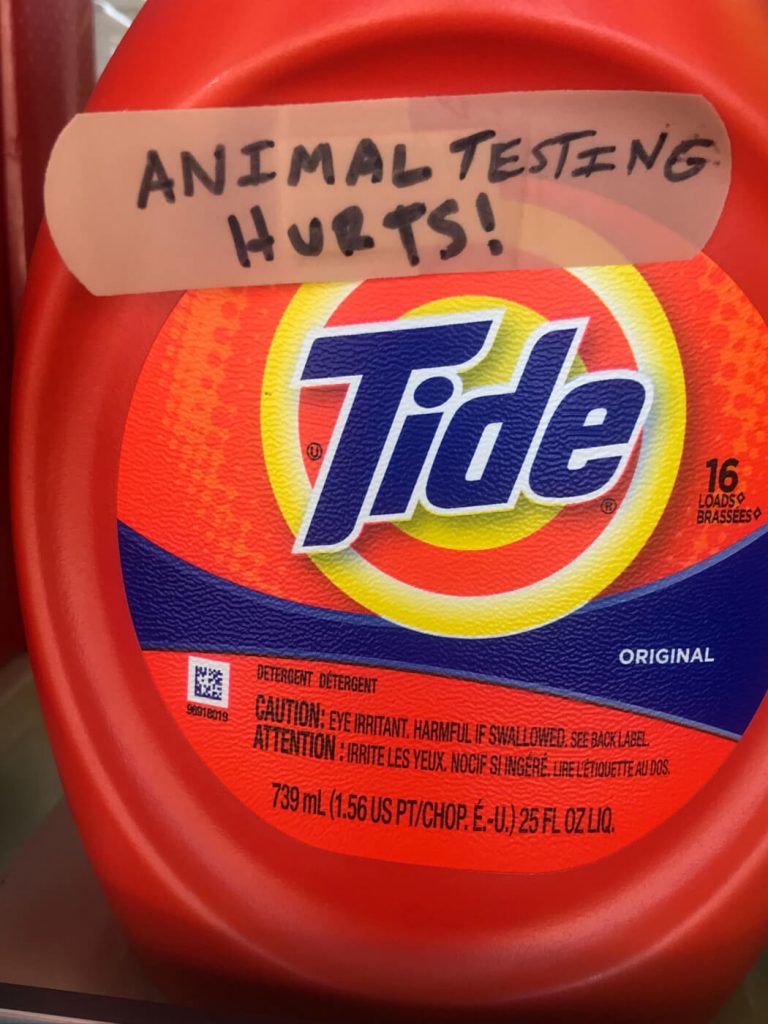 ANIMAL TESTING
HURTS!
Tide
®
U
16
LOADS◊
BRASSÉES◊
ORIGINAL
98918019
DETERGENT DÉTERGENT
CAUTION: EYE IRRITANT. HARMFUL IF SWALLOWED. SEE BACK LABEL.
ATTENTION : IRRITE LES YEUX. NOCIF SI INGÉRÉ. LIRE L'ÉTIQUETTE AU DOS.
739 mL (1.56 US PT/CHOP. É.-U.) 25 FL OZ LIQ.